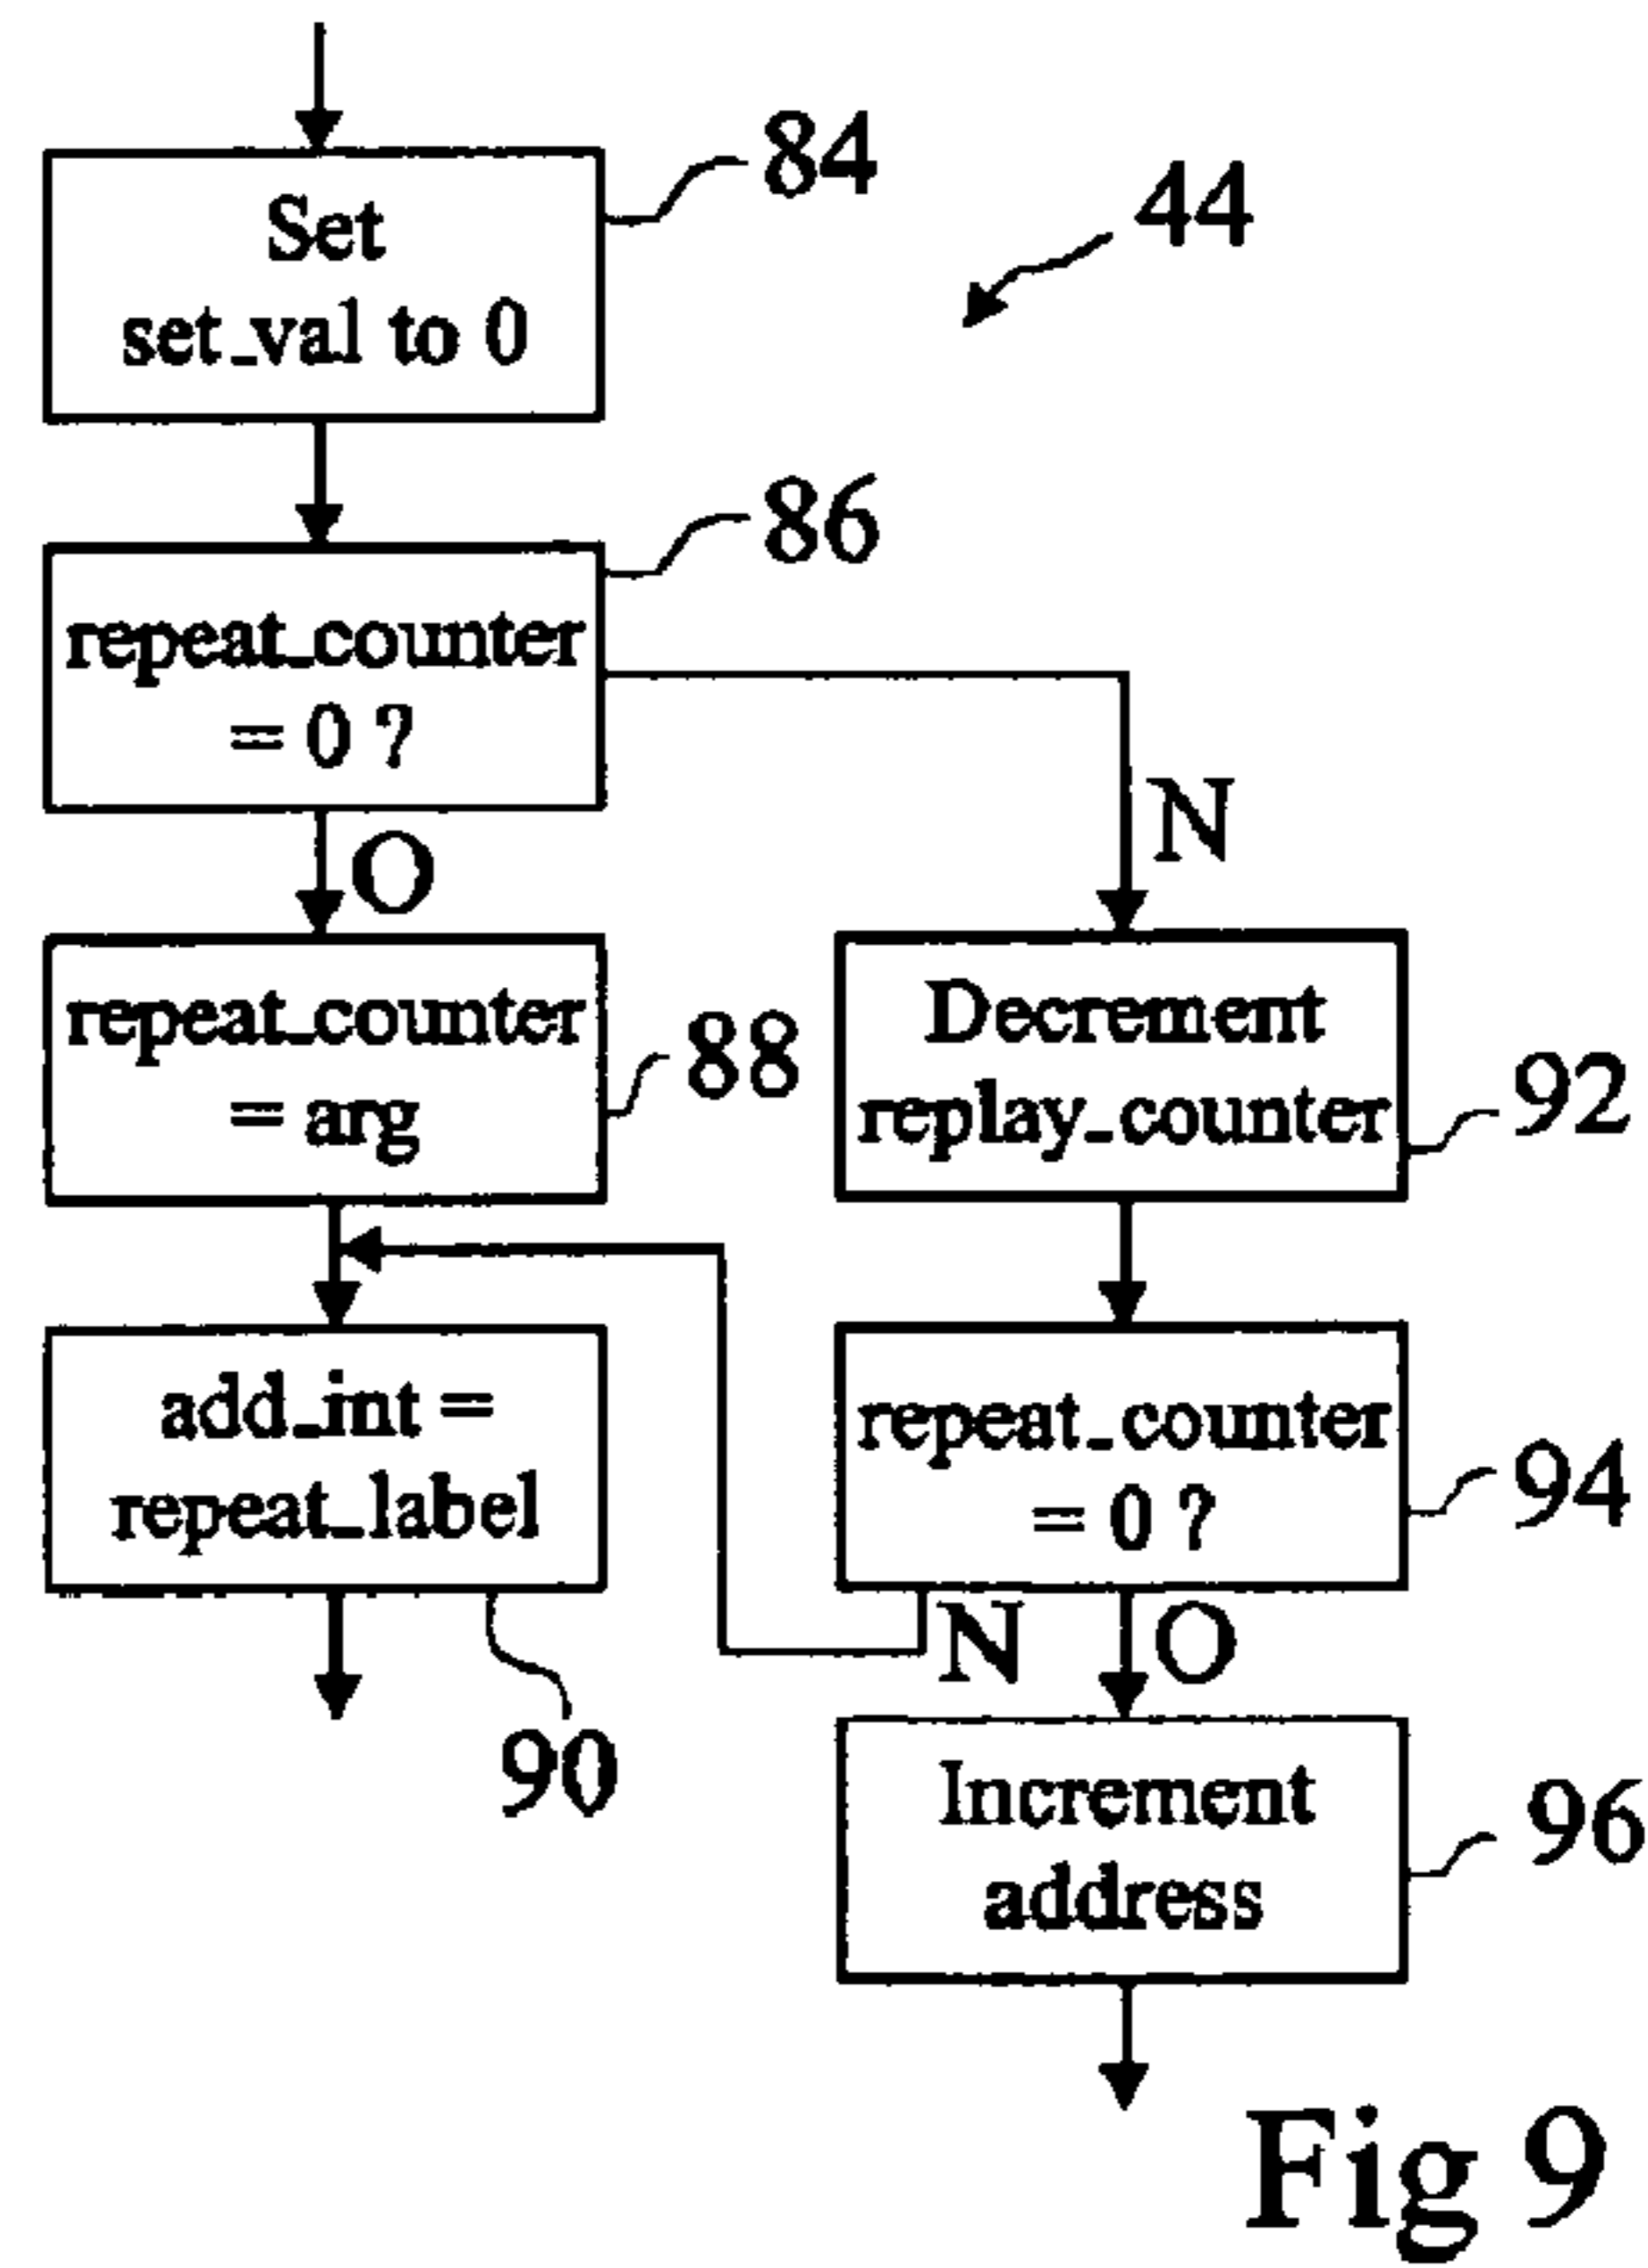 84
44
Set
set_val to 0
86
repeat_counter
= 0 ?
O
N
repeat_counter
= arg
88
Decrement
replay_counter
92
add_int =
repeat_label
90
repeat_counter
= 0 ?
94
N
O
Increment
address
96
Fig 9